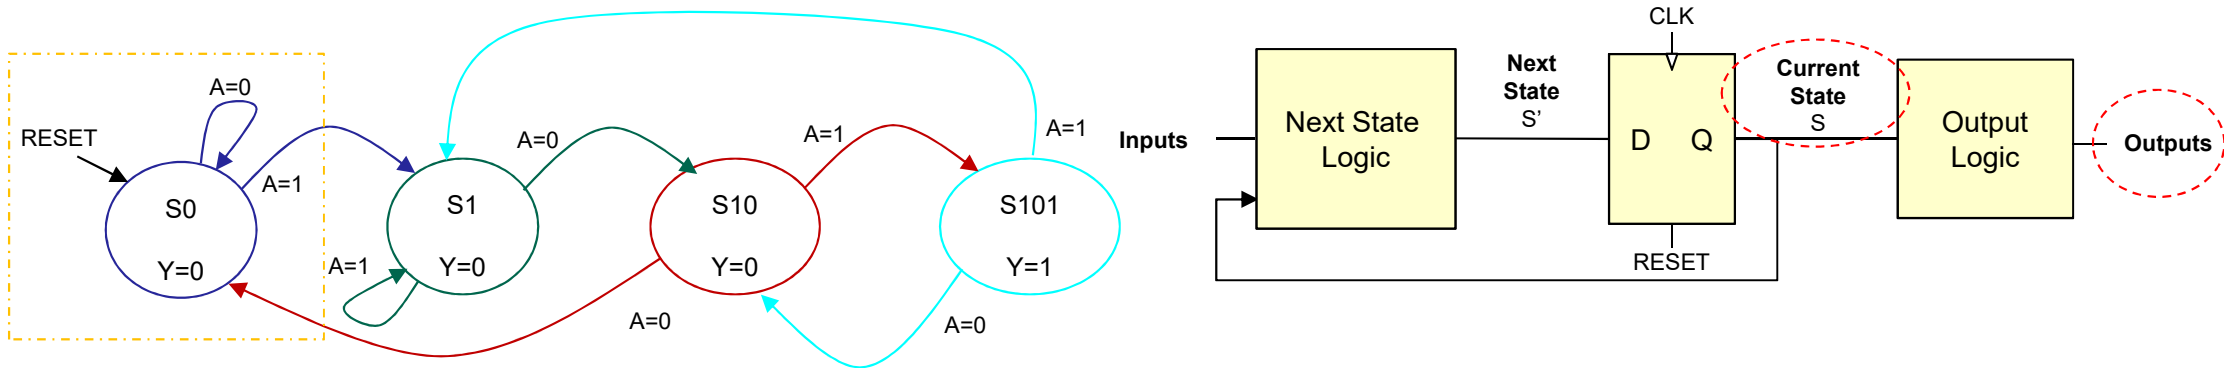 A=0
RESET
A=1
S0
Y=0
A=1
S1
Y=0
A=0
A=0
S10
Y=0
A=1
S101
Y=1
A=1
A=0
Inputs
Next State
Logic
Next
State
S’
CLK
D
Q
RESET
Current
State
S
Output
Logic
Outputs